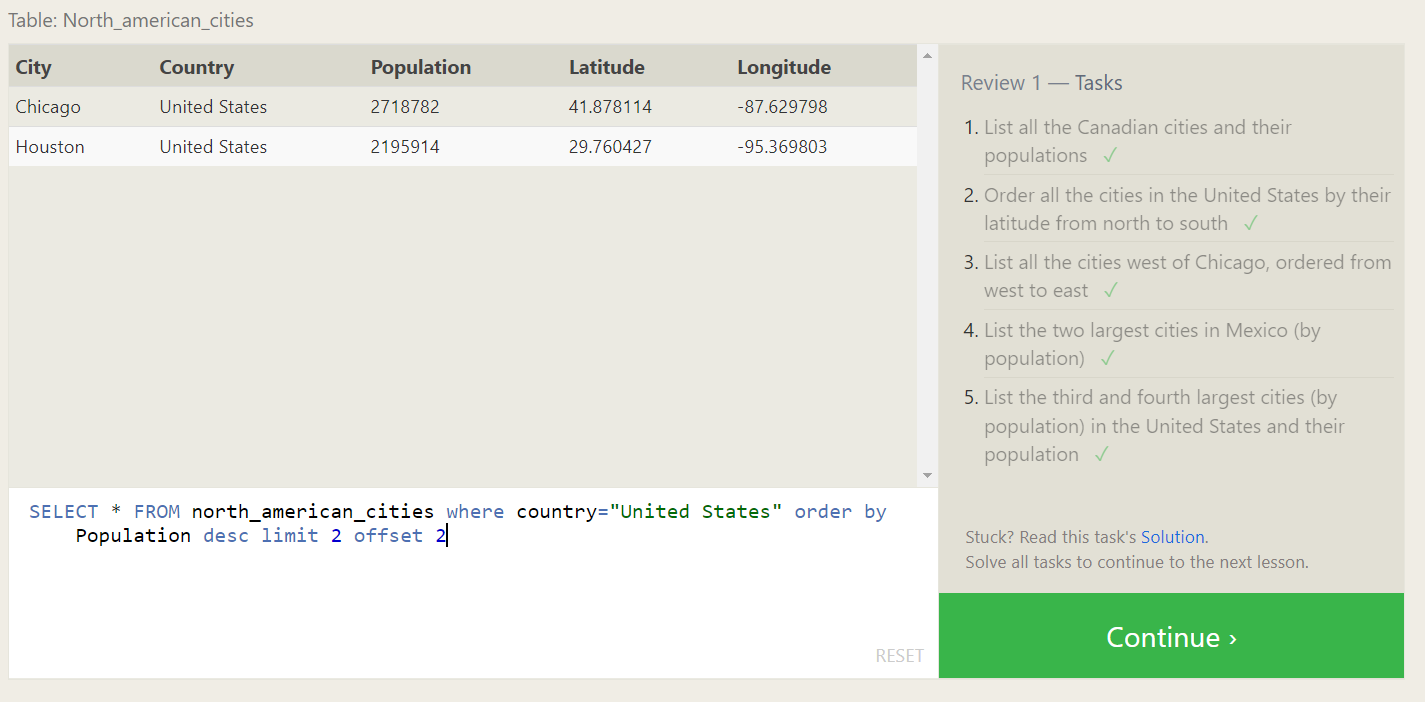 Table: North_american_cities
City Country Population Latitude Longitude
Chicago United States 2718782 41.878114 -87.629798
Houston United States 2195914 29.760427 -95.369803
SELECT * FROM north_american_cities where country="United States" order by
Population desc limit 2 offset 2
RESET
Review 1 — Tasks
1. List all the Canadian cities and their
populations ✓
2. Order all the cities in the United States by their
latitude from north to south ✓
3. List all the cities west of Chicago, ordered from
west to east ✓
4. List the two largest cities in Mexico (by
population) ✓
5. List the third and fourth largest cities (by
population) in the United States and their
population ✓
Stuck? Read this task's Solution.
Solve all tasks to continue to the next lesson.
Continue ›